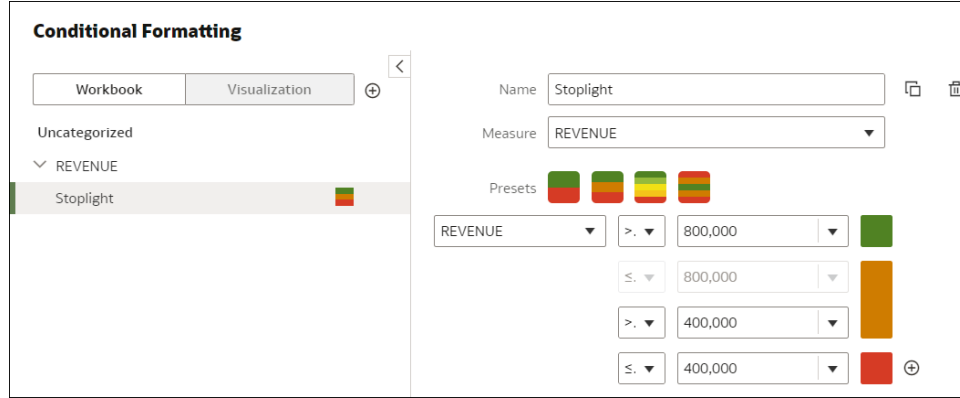 Conditional Formatting
Workbook
Visualization
Uncategorized
REVENUE
Stoplight
Name
Stoplight
Measure
REVENUE
Presets
REVENUE
>.
800,000
≤.
800,000
>.
400,000
≤.
400,000